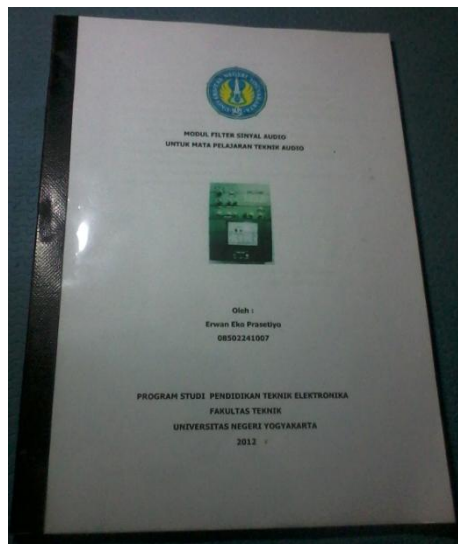 MODUL FILTER SINYAL AUDIO
UNTUK MATA PELAJARAN TEKNIK AUDIO
Oleh :
Erwan Eko Prasetiyo
08502241007
PROGRAM STUDI PENDIDIKAN TEKNIK ELEKTRONIKA
FAKULTAS TEKNIK
UNIVERSITAS NEGERI YOGYAKARTA
2012